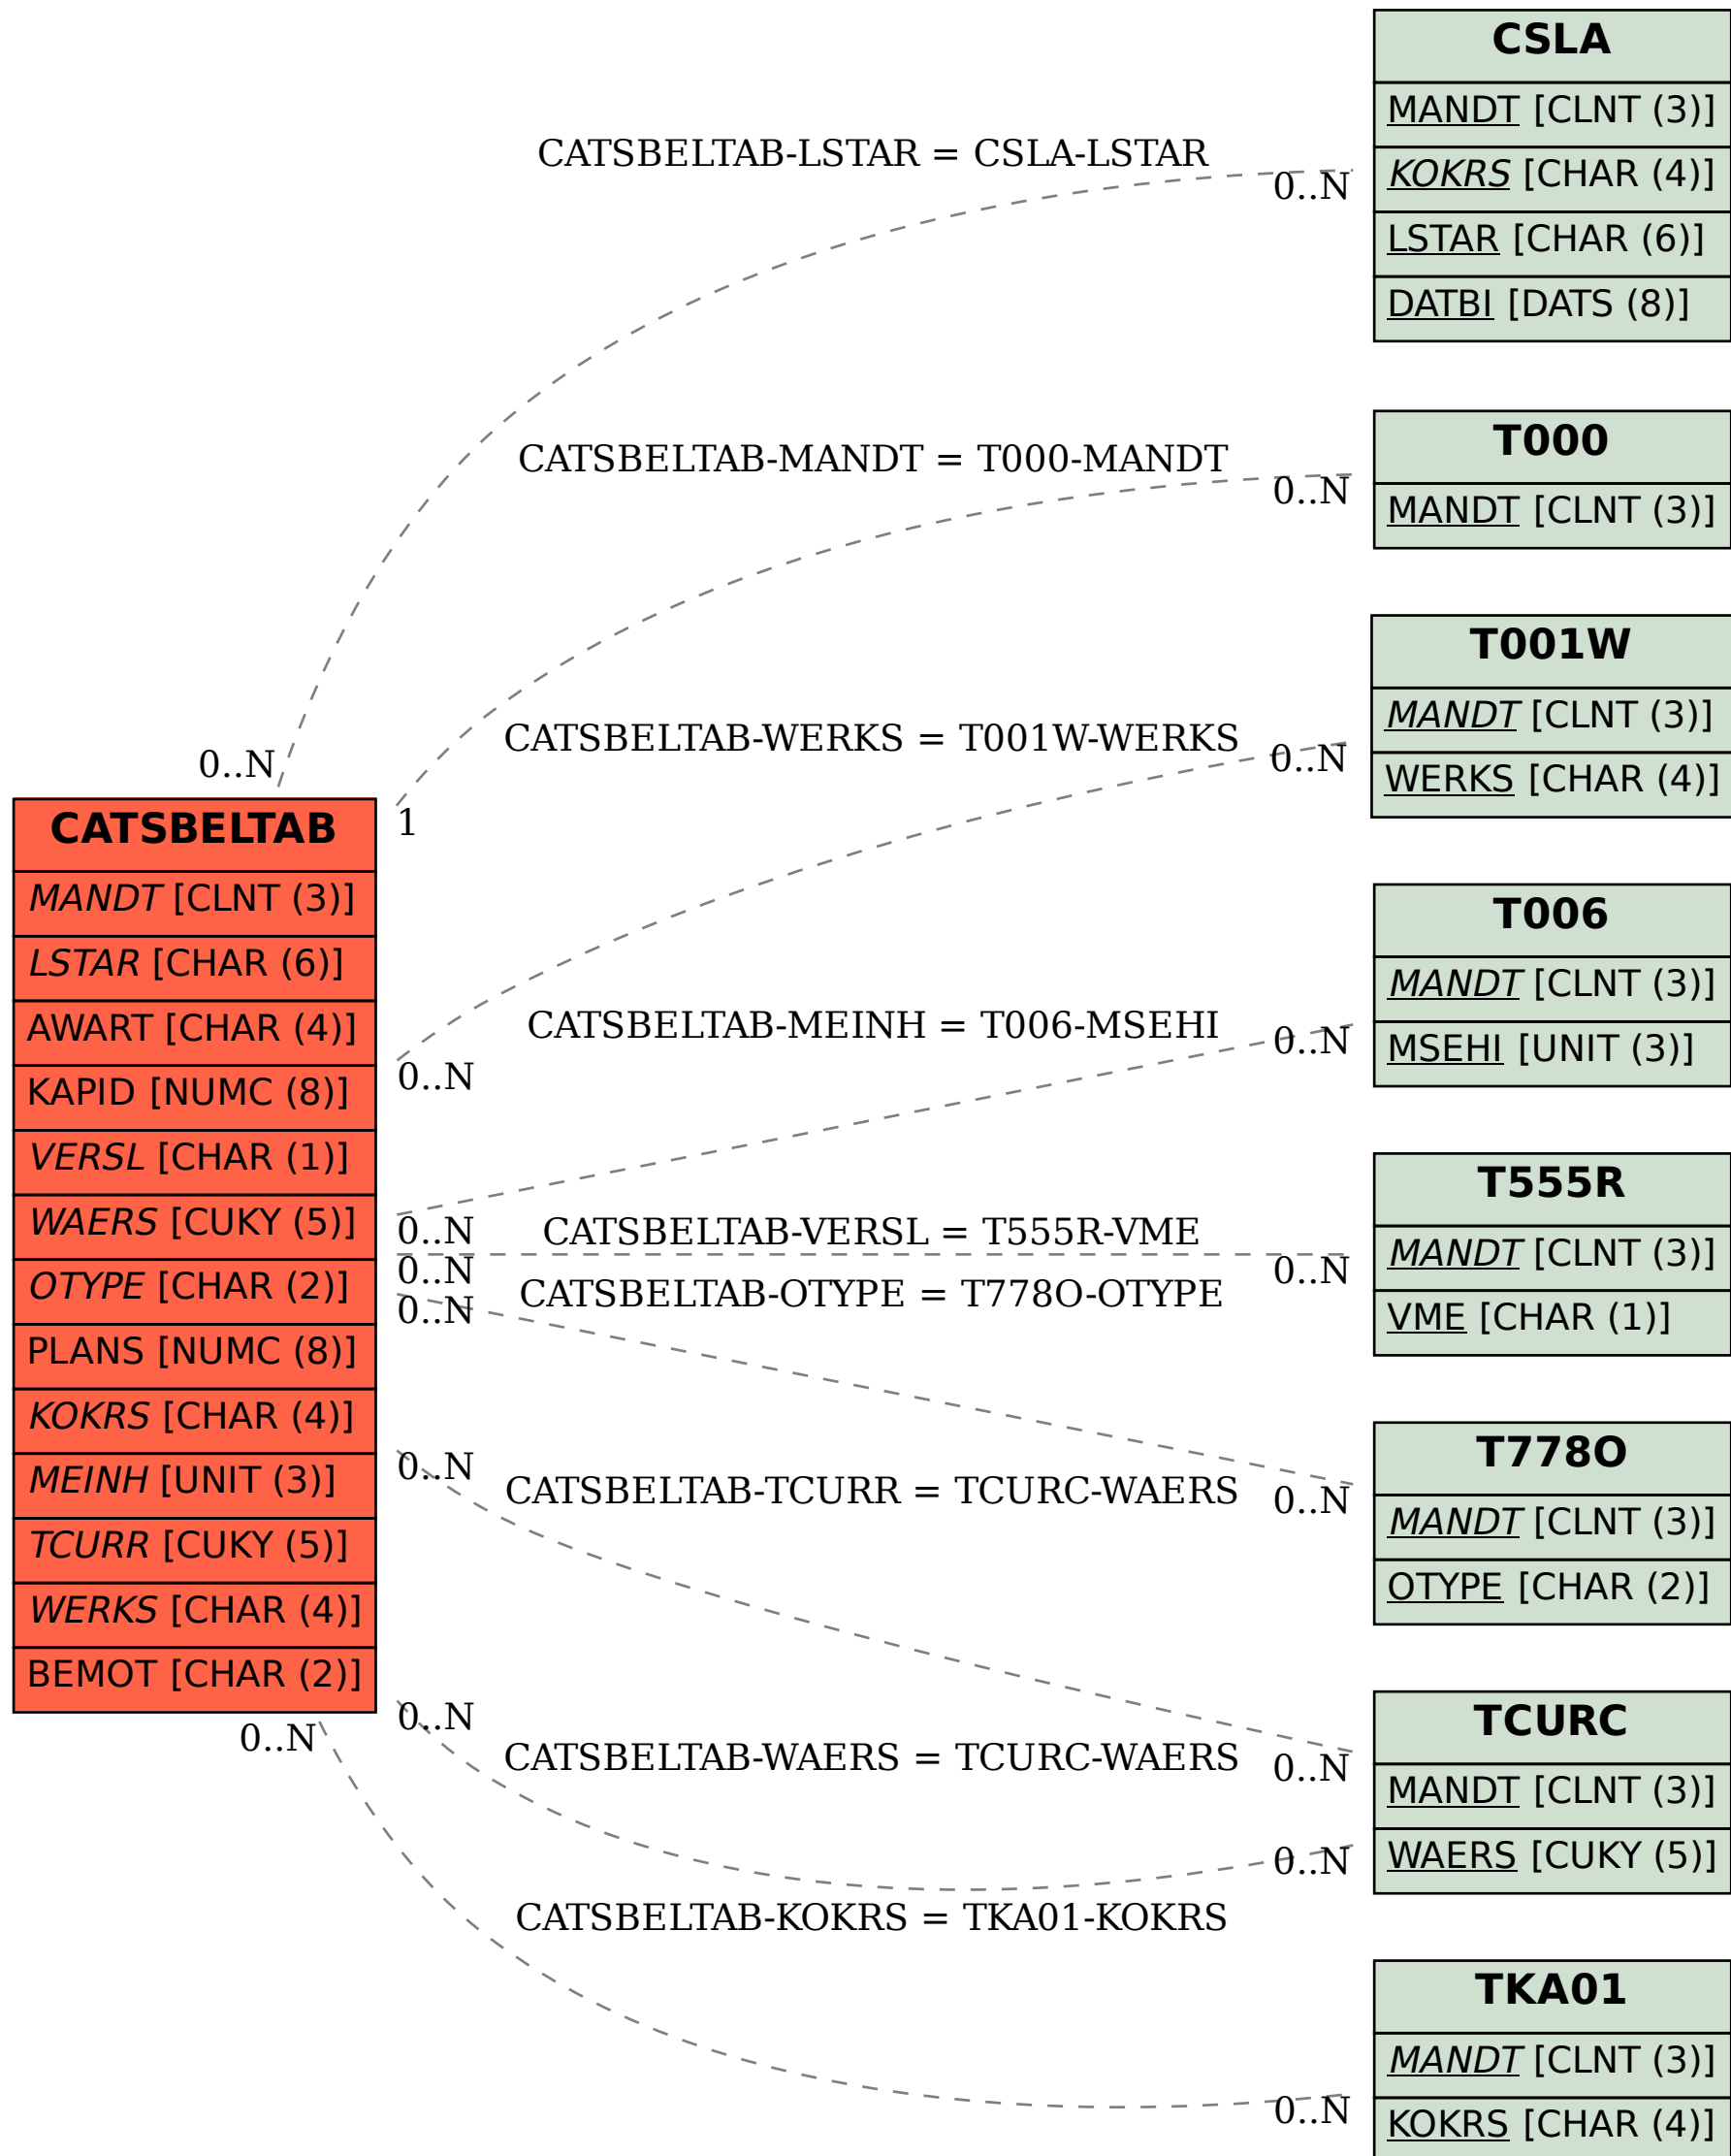 CSLA
MANDT [CLNT (3)]
KOKRS [CHAR (4)]
LSTAR [CHAR (6)]
DATBI [DATS (8)]
CATSBELTAB-LSTAR = CSLA-LSTAR
0..N
0..N
T000
MANDT [CLNT (3)]
CATSBELTAB-MANDT = T000-MANDT
0..N
1
T001W
MANDT [CLNT (3)]
WERKS [CHAR (4)]
CATSBELTAB-WERKS = T001W-WERKS
0..N
0..N
CATSBELTAB
MANDT [CLNT (3)]
LSTAR [CHAR (6)]
AWART [CHAR (4)]
KAPID [NUMC (8)]
VERSL [CHAR (1)]
WAERS [CUKY (5)]
OTYPE [CHAR (2)]
PLANS [NUMC (8)]
KOKRS [CHAR (4)]
MEINH [UNIT (3)]
TCURR [CUKY (5)]
WERKS [CHAR (4)]
BEMOT [CHAR (2)]
T006
MANDT [CLNT (3)]
MSEHI [UNIT (3)]
CATSBELTAB-MEINH = T006-MSEHI
0..N
0..N
T555R
MANDT [CLNT (3)]
VME [CHAR (1)]
CATSBELTAB-VERSL = T555R-VME
0..N
0..N
T778O
MANDT [CLNT (3)]
OTYPE [CHAR (2)]
CATSBELTAB-OTYPE = T778O-OTYPE
0..N
0..N
TCURC
MANDT [CLNT (3)]
WAERS [CUKY (5)]
CATSBELTAB-TCURR = TCURC-WAERS
0..N
0..N
CATSBELTAB-WAERS = TCURC-WAERS
0..N
0..N
TKA01
MANDT [CLNT (3)]
KOKRS [CHAR (4)]
CATSBELTAB-KOKRS = TKA01-KOKRS
0..N
0..N